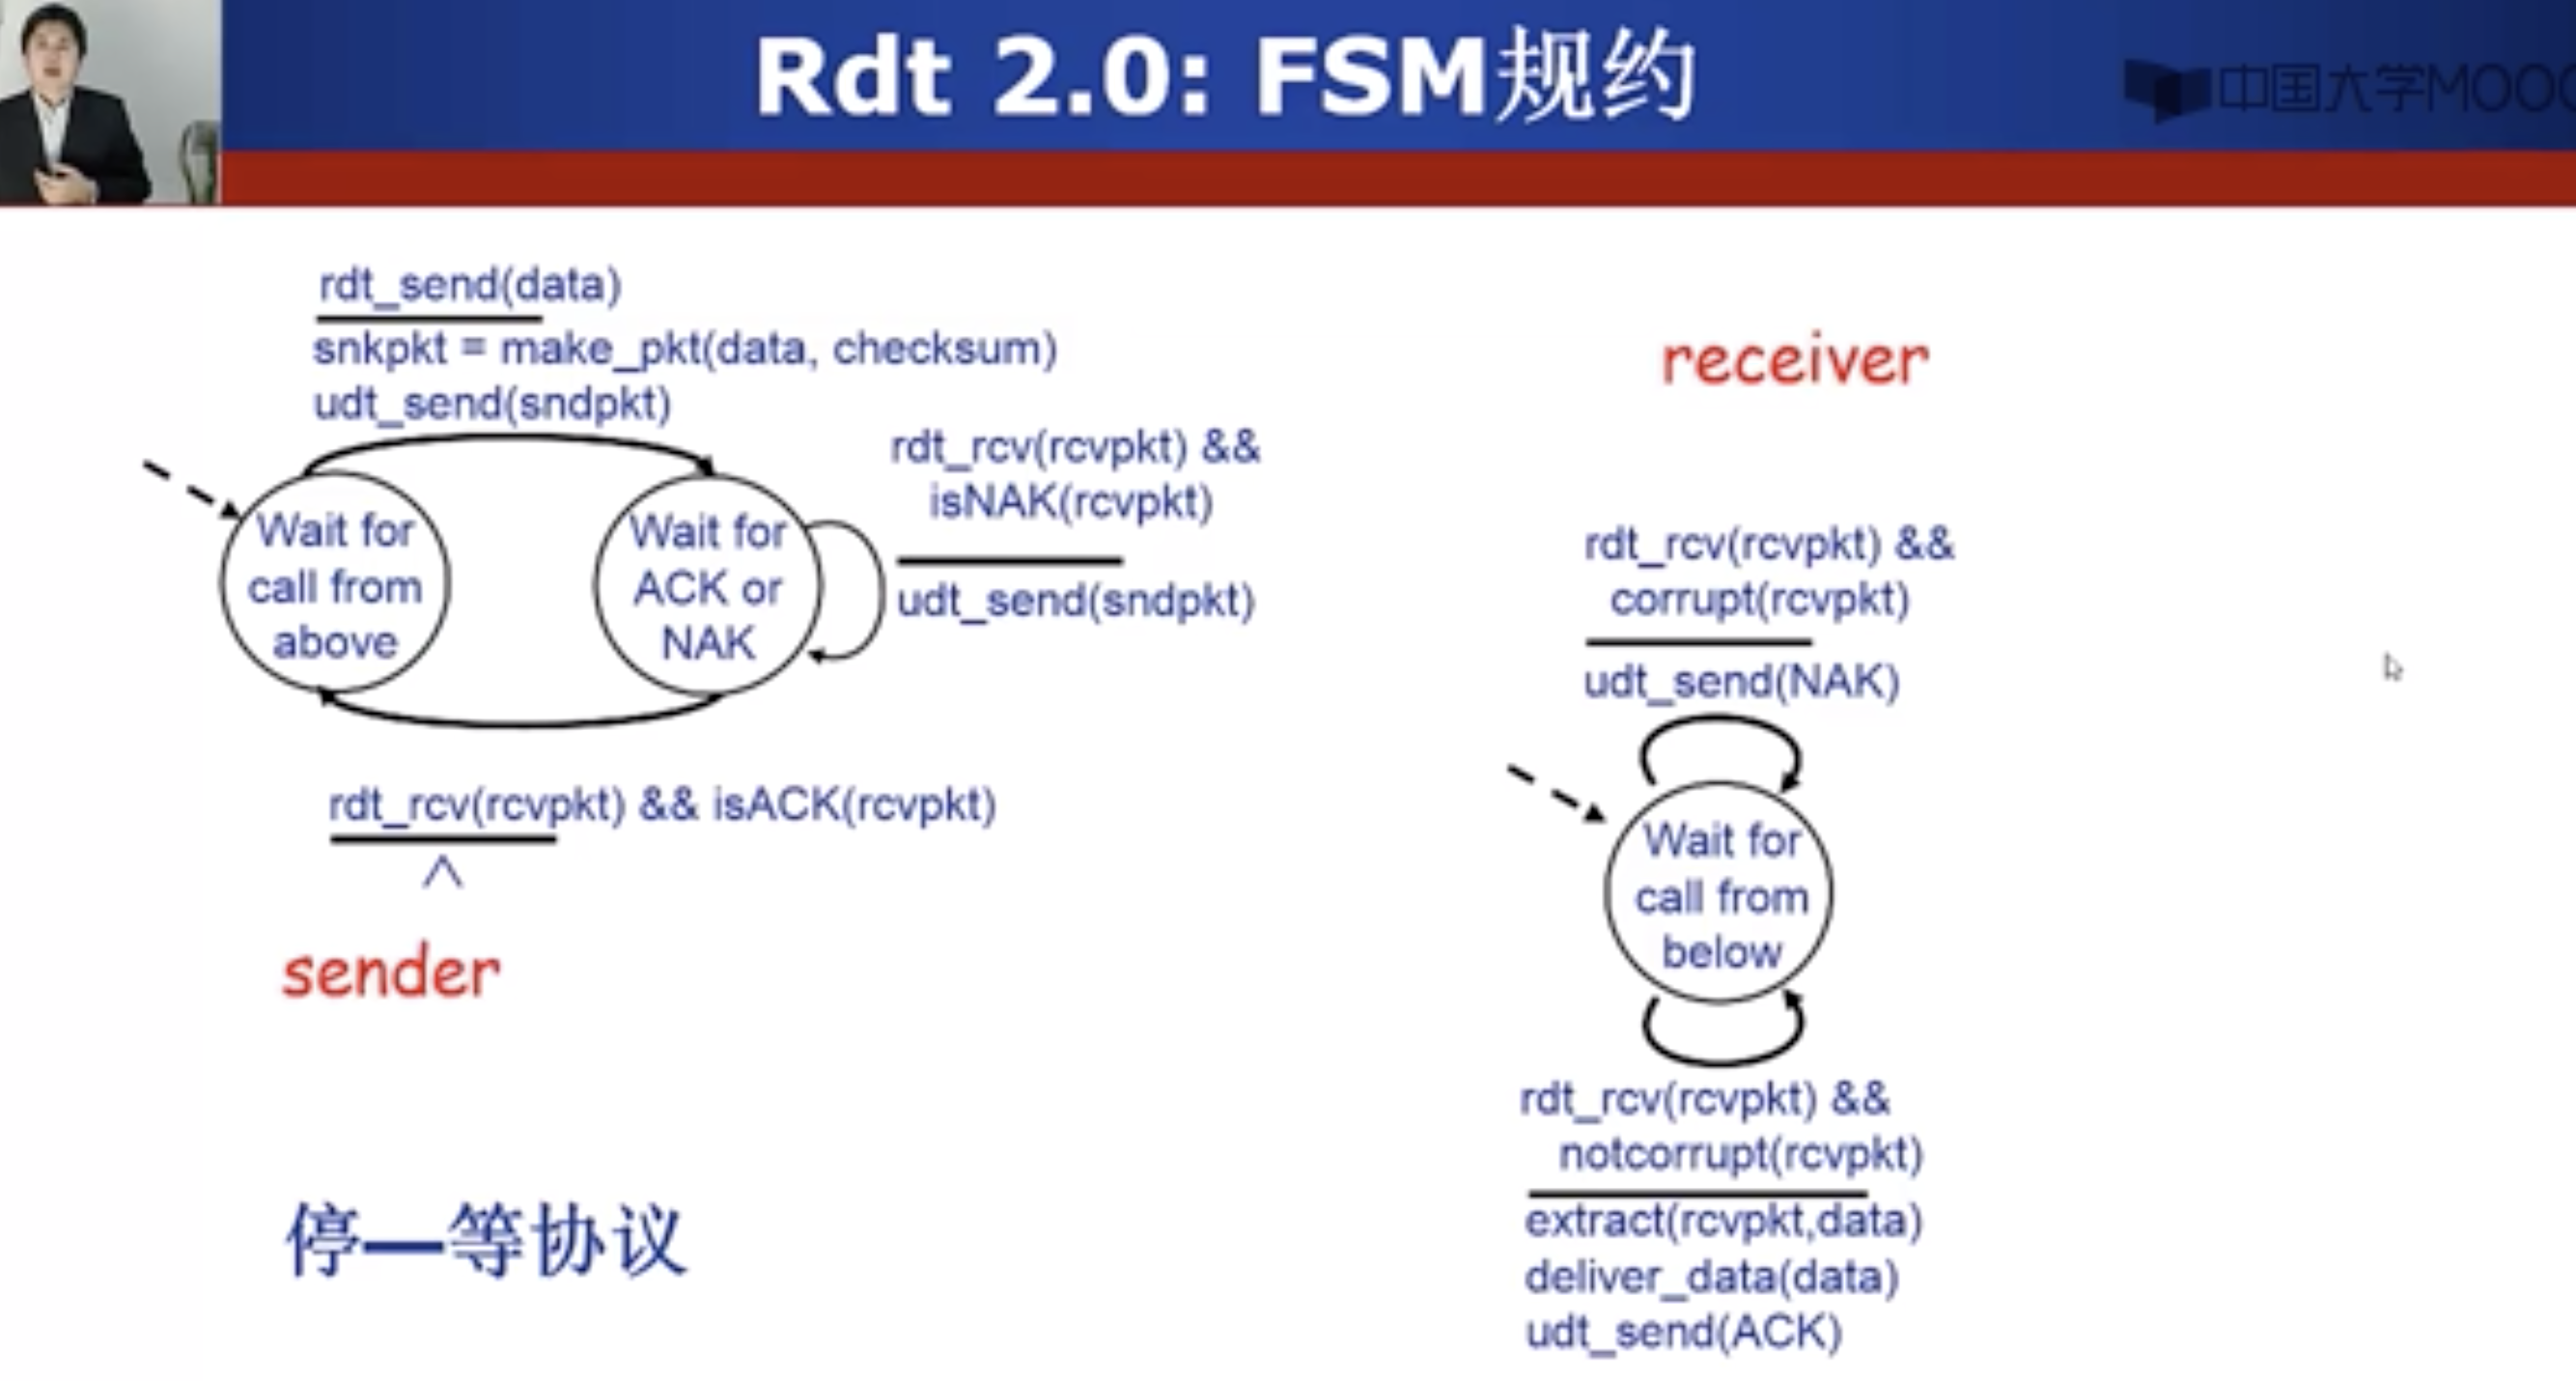 Rdt 2.0: FSM规约
中国大学MOOC
rdt_send(data)
snkpkt = make_pkt(data, checksum)
udt_send(sndpkt)
Wait for
call from
above
Wait for
ACK or
NAK
rdt_rcv(rcvpkt) &&
isNAK(rcvpkt)
udt_send(sndpkt)
rdt_rcv(rcvpkt) && isACK(rcvpkt)
Λ
sender
停—等协议
receiver
rdt_rcv(rcvpkt) &&
corrupt(rcvpkt)
udt_send(NAK)
Wait for
call from
below
rdt_rcv(rcvpkt) &&
notcorrupt(rcvpkt)
extract(rcvpkt,data)
deliver_data(data)
udt_send(ACK)